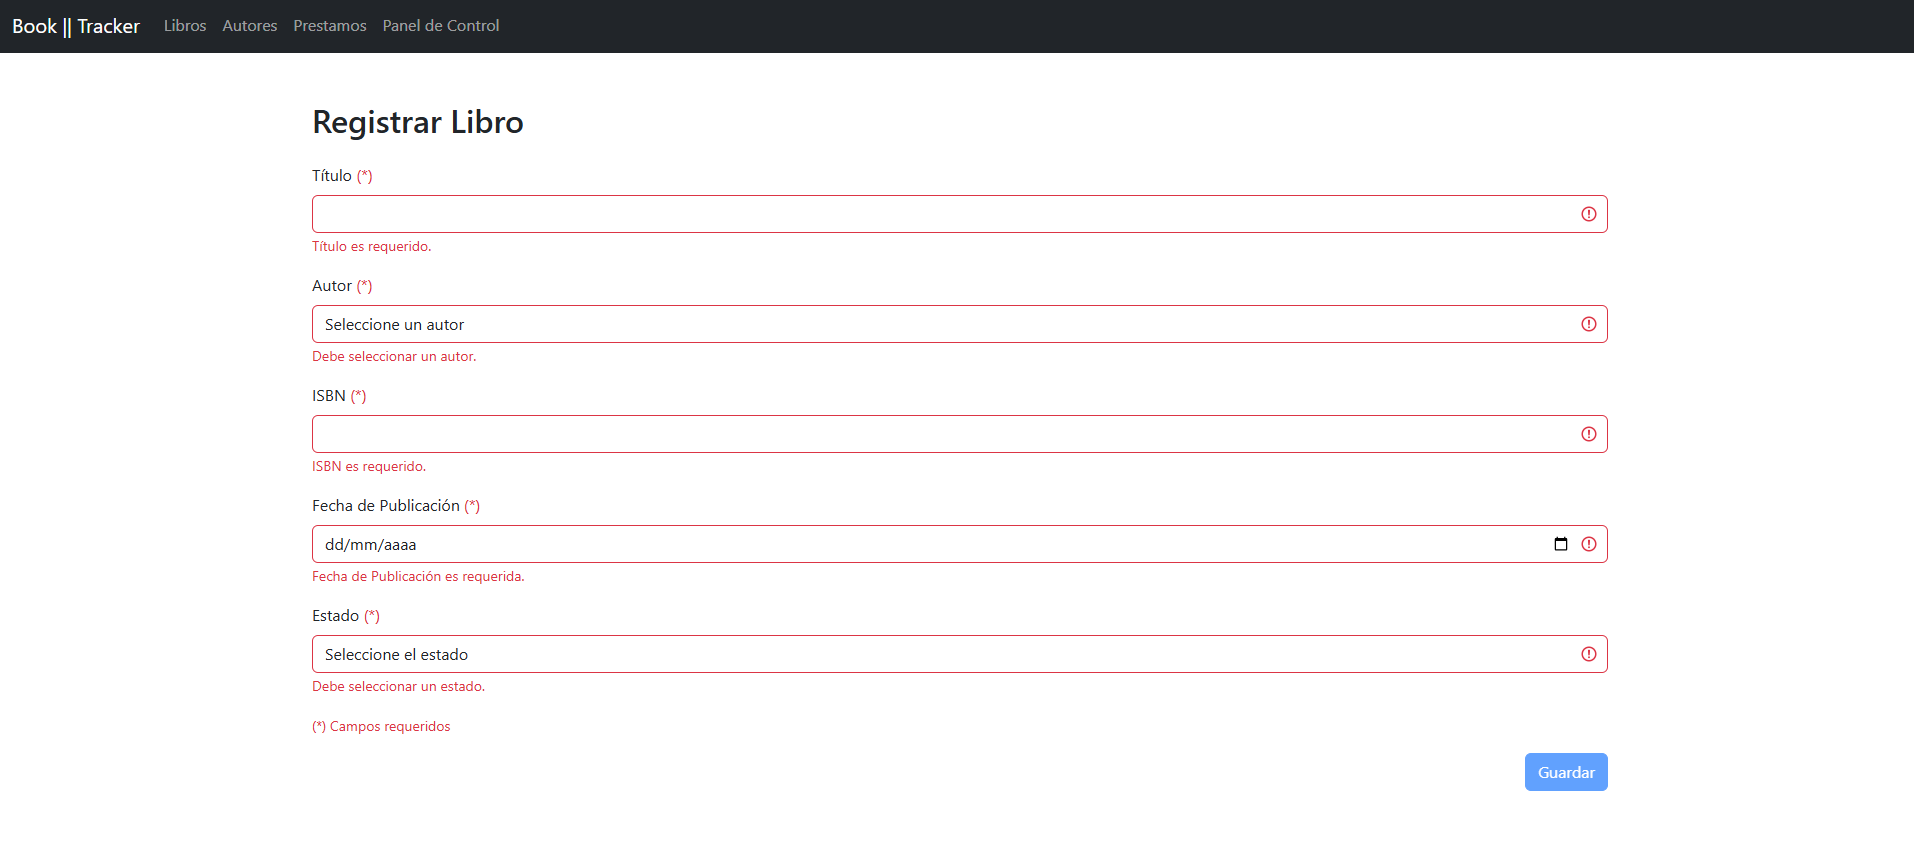 Book || Tracker Libros Autores Prestamos Panel de Control
Registrar Libro
Título (*)
Título es requerido.
Autor (*)
Seleccione un autor
Debe seleccionar un autor.
ISBN (*)
ISBN es requerido.
Fecha de Publicación (*)
dd/mm/aaaa
Fecha de Publicación es requerida.
Estado (*)
Seleccione el estado
Debe seleccionar un estado.
(*) Campos requeridos
Guardar